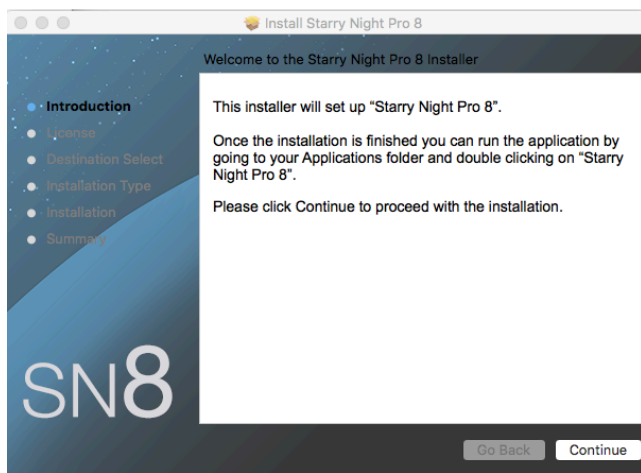 Install Starry Night Pro 8
Welcome to the Starry Night Pro 8 Installer
Introduction
License
Destination Select
Installation Type
Installation
Summary
This installer will set up “Starry Night Pro 8”.
Once the installation is finished you can run the application by
going to your Applications folder and double clicking on “Starry
Night Pro 8”.
Please click Continue to proceed with the installation.
SN8
Go Back
Continue